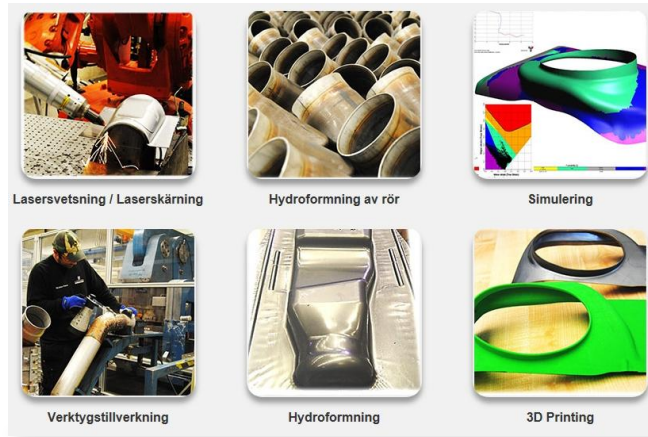 Lasersvetsning / Laserskärning
Hydroformning av rör
Simulering
Verktygstillverkning
Hydroformning
3D Printing